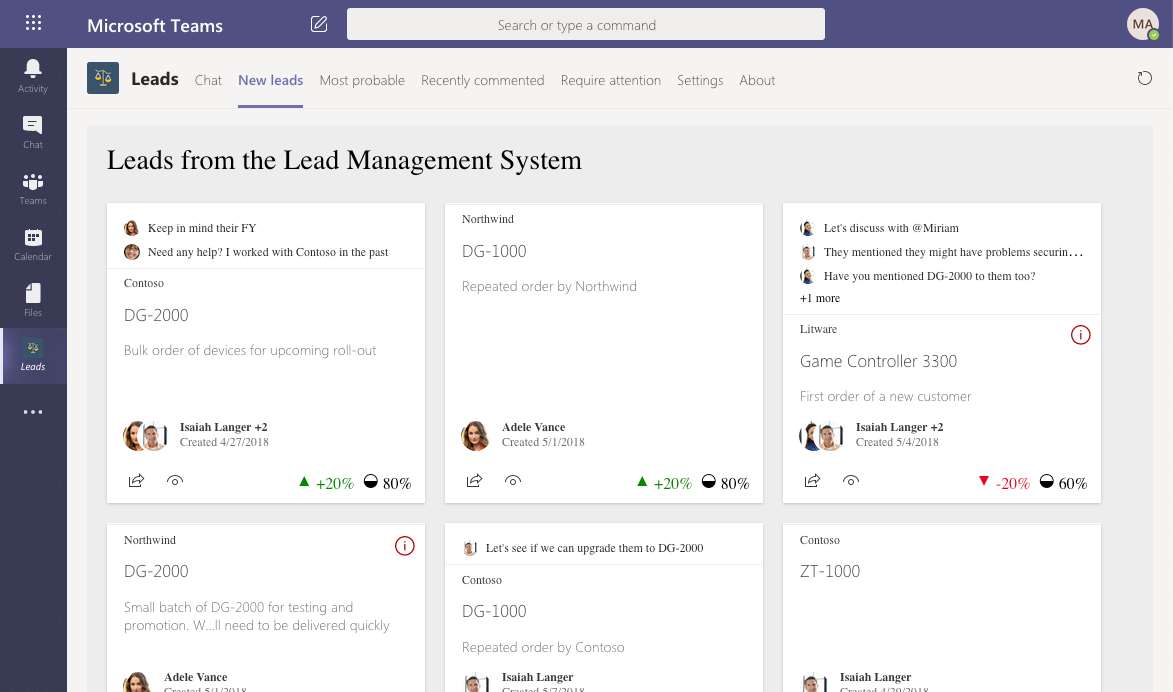 Microsoft Teams
Search or type a command
MA
Activity
Chat
Teams
Calendar
Files
Leads
Leads Chat New leads Most probable Recently commented Require attention Settings About
Leads from the Lead Management System
Keep in mind their FY
Need any help? I worked with Contoso in the past
Contoso
DG-2000
Bulk order of devices for upcoming roll-out
Isaiah Langer +2
Created 4/27/2018
+20% 80%
Northwind
DG-1000
Repeated order by Northwind
Adele Vance
Created 5/1/2018
+20% 80%
Let's discuss with @Miriam
They mentioned they might have problems securin...
Have you mentioned DG-2000 to them too?
+1 more
Litware
Game Controller 3300
First order of a new customer
Isaiah Langer +2
Created 5/4/2018
-20% 60%
Northwind
DG-2000
Small batch of DG-2000 for testing and
promotion. W...ll need to be delivered quickly
Adele Vance
Created 5/1/2018
Let's see if we can upgrade them to DG-2000
Contoso
DG-1000
Repeated order by Contoso
Isaiah Langer
Created 5/7/2018
Contoso
ZT-1000
Isaiah Langer
Created 4/29/2018